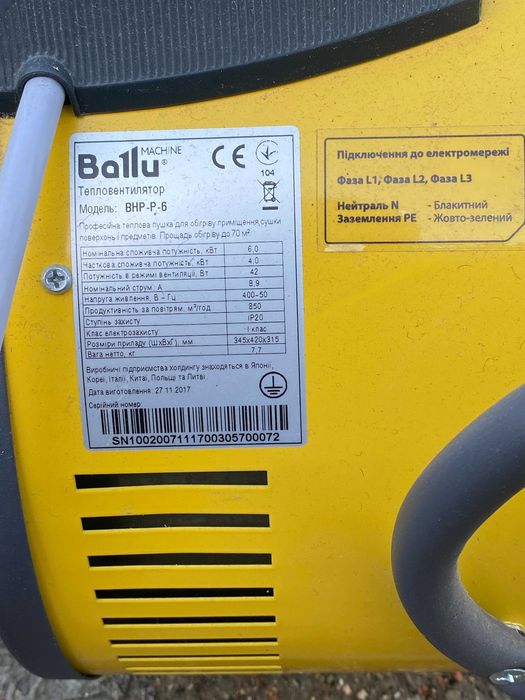 Ballu MACHINE ®
CE
104
Тепловентилятор
Модель: BHP-P-6
Професійна теплова пушка для обігріву приміщення,сушки
поверхонь і предметів. Прощадь обігріву до 70 м²
Номінальна споживча потужність, кВт 6,0
Часткова споживча потужність, кВт 4,0
Потужність в режимі вентиляції, Вт 42
Номінальний струм, А 8,9
Напруга живлення, В – Гц 400-50
Продуктивність за повітрям, м³/год 850
Ступінь захисту IP20
Клас електрозахисту I клас
Розміри приладу (ШхВхГ), мм 345x420x315
Вага нетто, кг 7,7
Виробничі підприємства холдингу знаходяться в Японії,
Кореї, Італії, Китаї, Польщі та Литві.
Дата виготовлення: 27.11.2017
Серійний номер:
SN1002007111700305700072
Підключення до електромережі
Фаза L1, Фаза L2, Фаза L3
Нейтраль N - Блакитний
Заземлення PE - Жовто-зелений